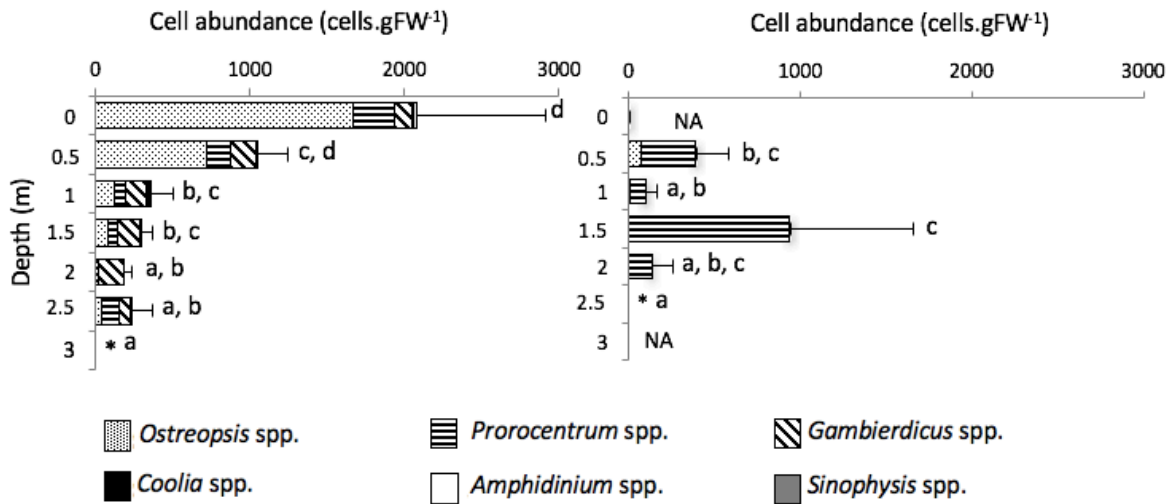 Cell abundance (cells.gFW-1)
0 1000 2000 3000
Depth (m)
0 d
0.5 c, d
1 b, c
1.5 b, c
2 a, b
2.5 a, b
3 * a
Cell abundance (cells.gFW-1)
0 1000 2000 3000
0 NA
0.5 b, c
1 a, b
1.5 c
2 a, b, c
2.5 * a
3 NA
Ostreopsis spp. Prorocentrum spp. Gambierdicus spp.
Coolia spp. Amphidinium spp. Sinophysis spp.